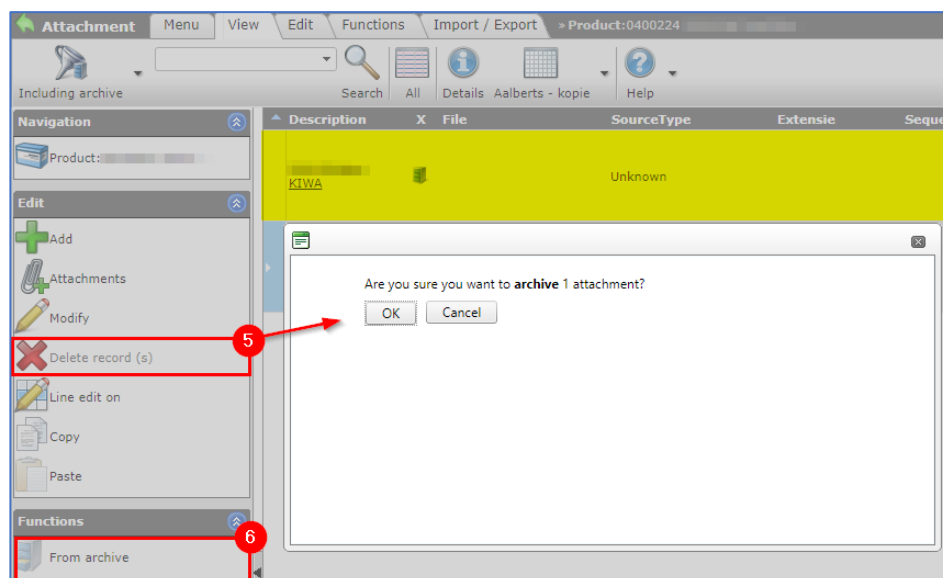 Attachment Menu View Edit Functions Import / Export » Product:0400224
Including archive Search All Details Aalberts - kopie Help
Navigation
Product:
Edit
Add
Attachments
Modify
Delete record (s)
Line edit on
Copy
Paste
Functions
From archive
Description X File SourceType Extensie Seque
KIWA Unknown
Are you sure you want to archive 1 attachment?
OK Cancel
5
6